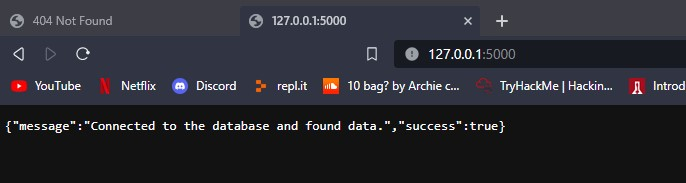 404 Not Found
127.0.0.1:5000
127.0.0.1:5000
YouTube Netflix Discord repl.it 10 bag? by Archie c... TryHackMe | Hackin... Introd
{"message":"Connected to the database and found data.","success":true}